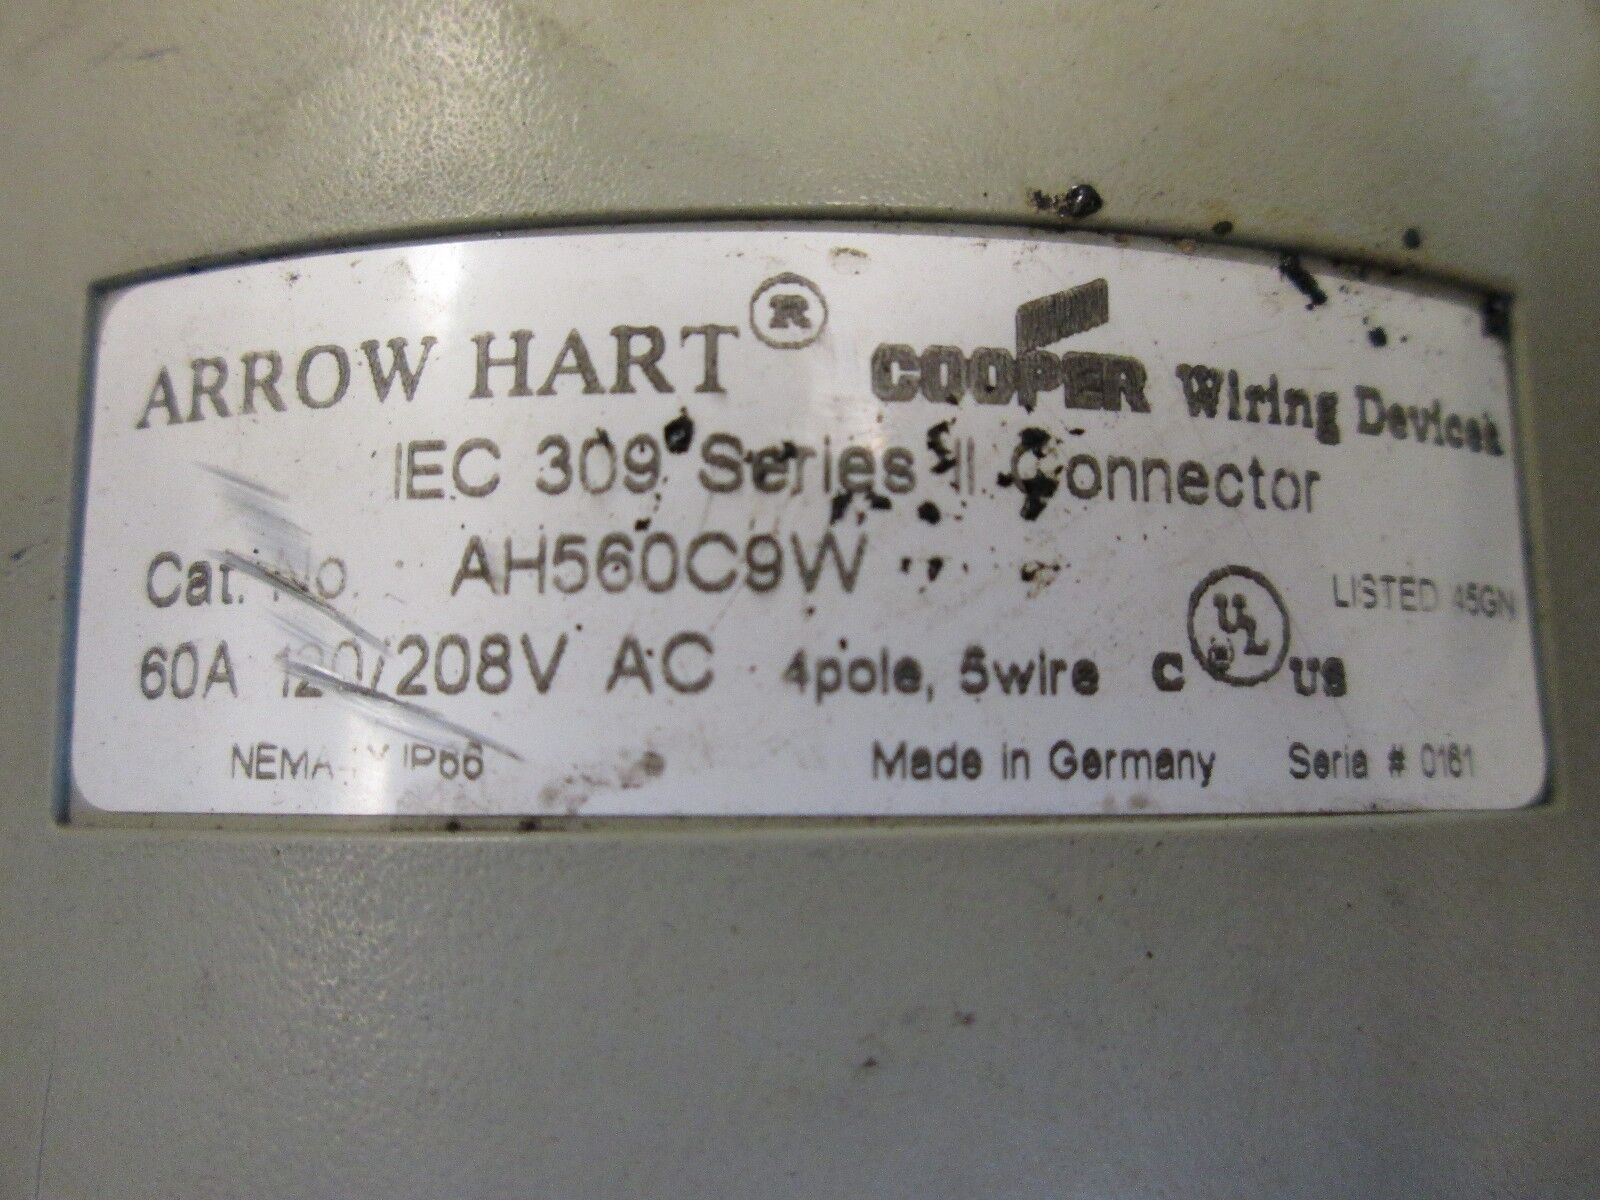 ARROW HART ® COOPER Wiring Devices
IEC 309 Series II Connector
Cat. No. AH560C9W
LISTED 45GN
60A 120/208V AC 4pole, 5wire C UL US
NEMA IP66 Made in Germany Seria # 0161